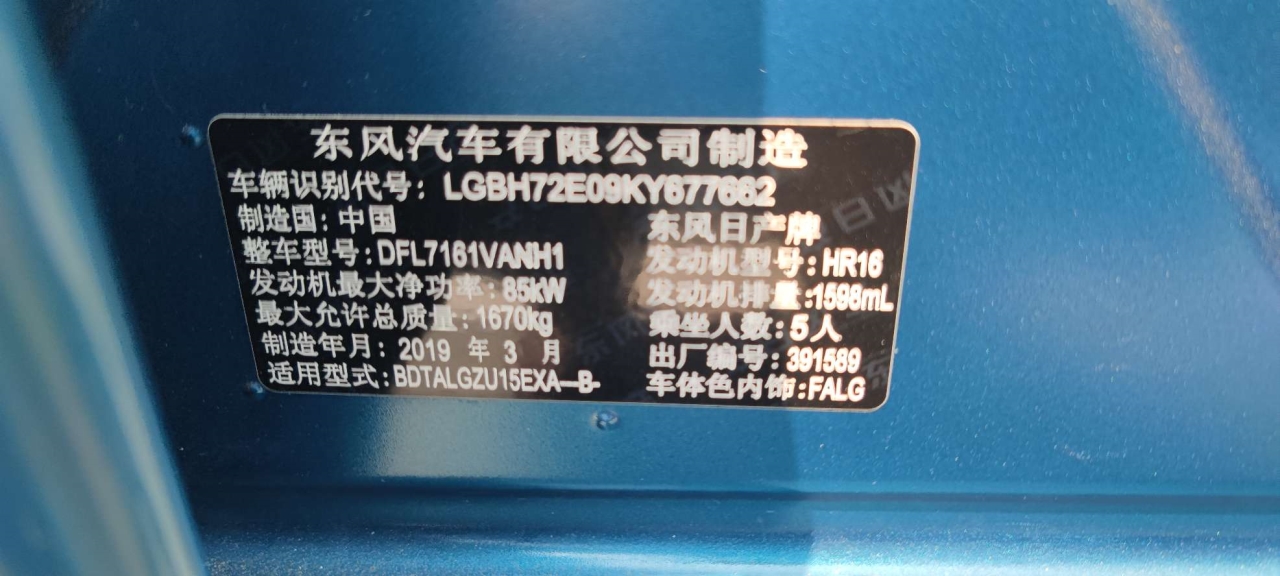 东风汽车有限公司制造
车辆识别代号：LGBH72E09KY677662
制造国：中国 东风日产牌
整车型号：DFL7161VANH1 发动机型号：HR16
发动机最大净功率：85kW 发动机排量：1598mL
最大允许总质量：1670kg 乘坐人数：5人
制造年月：2019 年 3 月 出厂编号：391589
适用型式：BDTALGZU15EXA—B- 车体色内饰：FALG